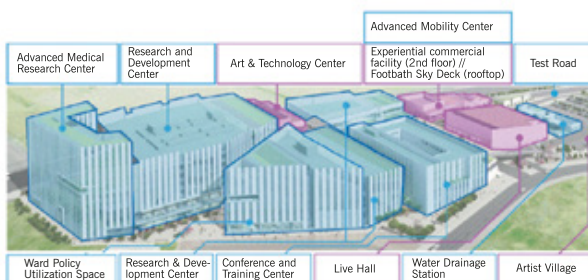 Advanced Mobility Center
Advanced Medical
Research Center
Research and
Development
Center
Art & Technology Center
Experiential commercial
facility (2nd floor) //
Footbath Sky Deck (rooftop)
Test Road
Ward Policy
Utilization Space
Research & Deve-
lopment Center
Conference and
Training Center
Live Hall
Water Drainage
Station
Artist Village